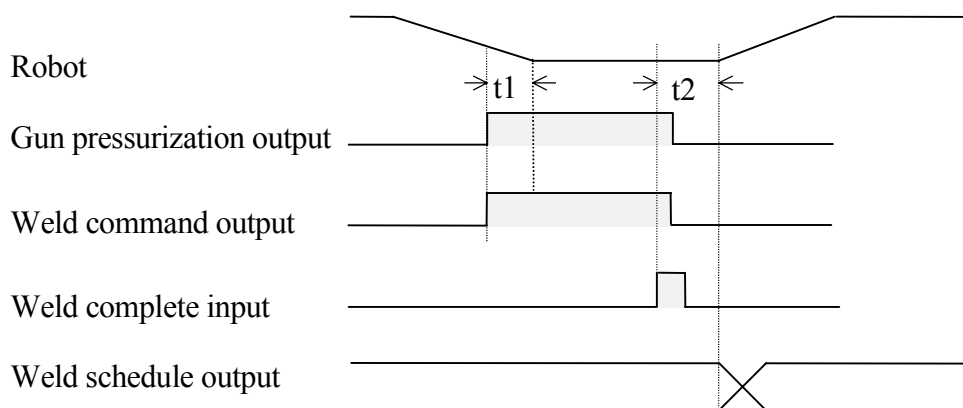 Robot
t1
t2
Gun pressurization output
Weld command output
Weld complete input
Weld schedule output